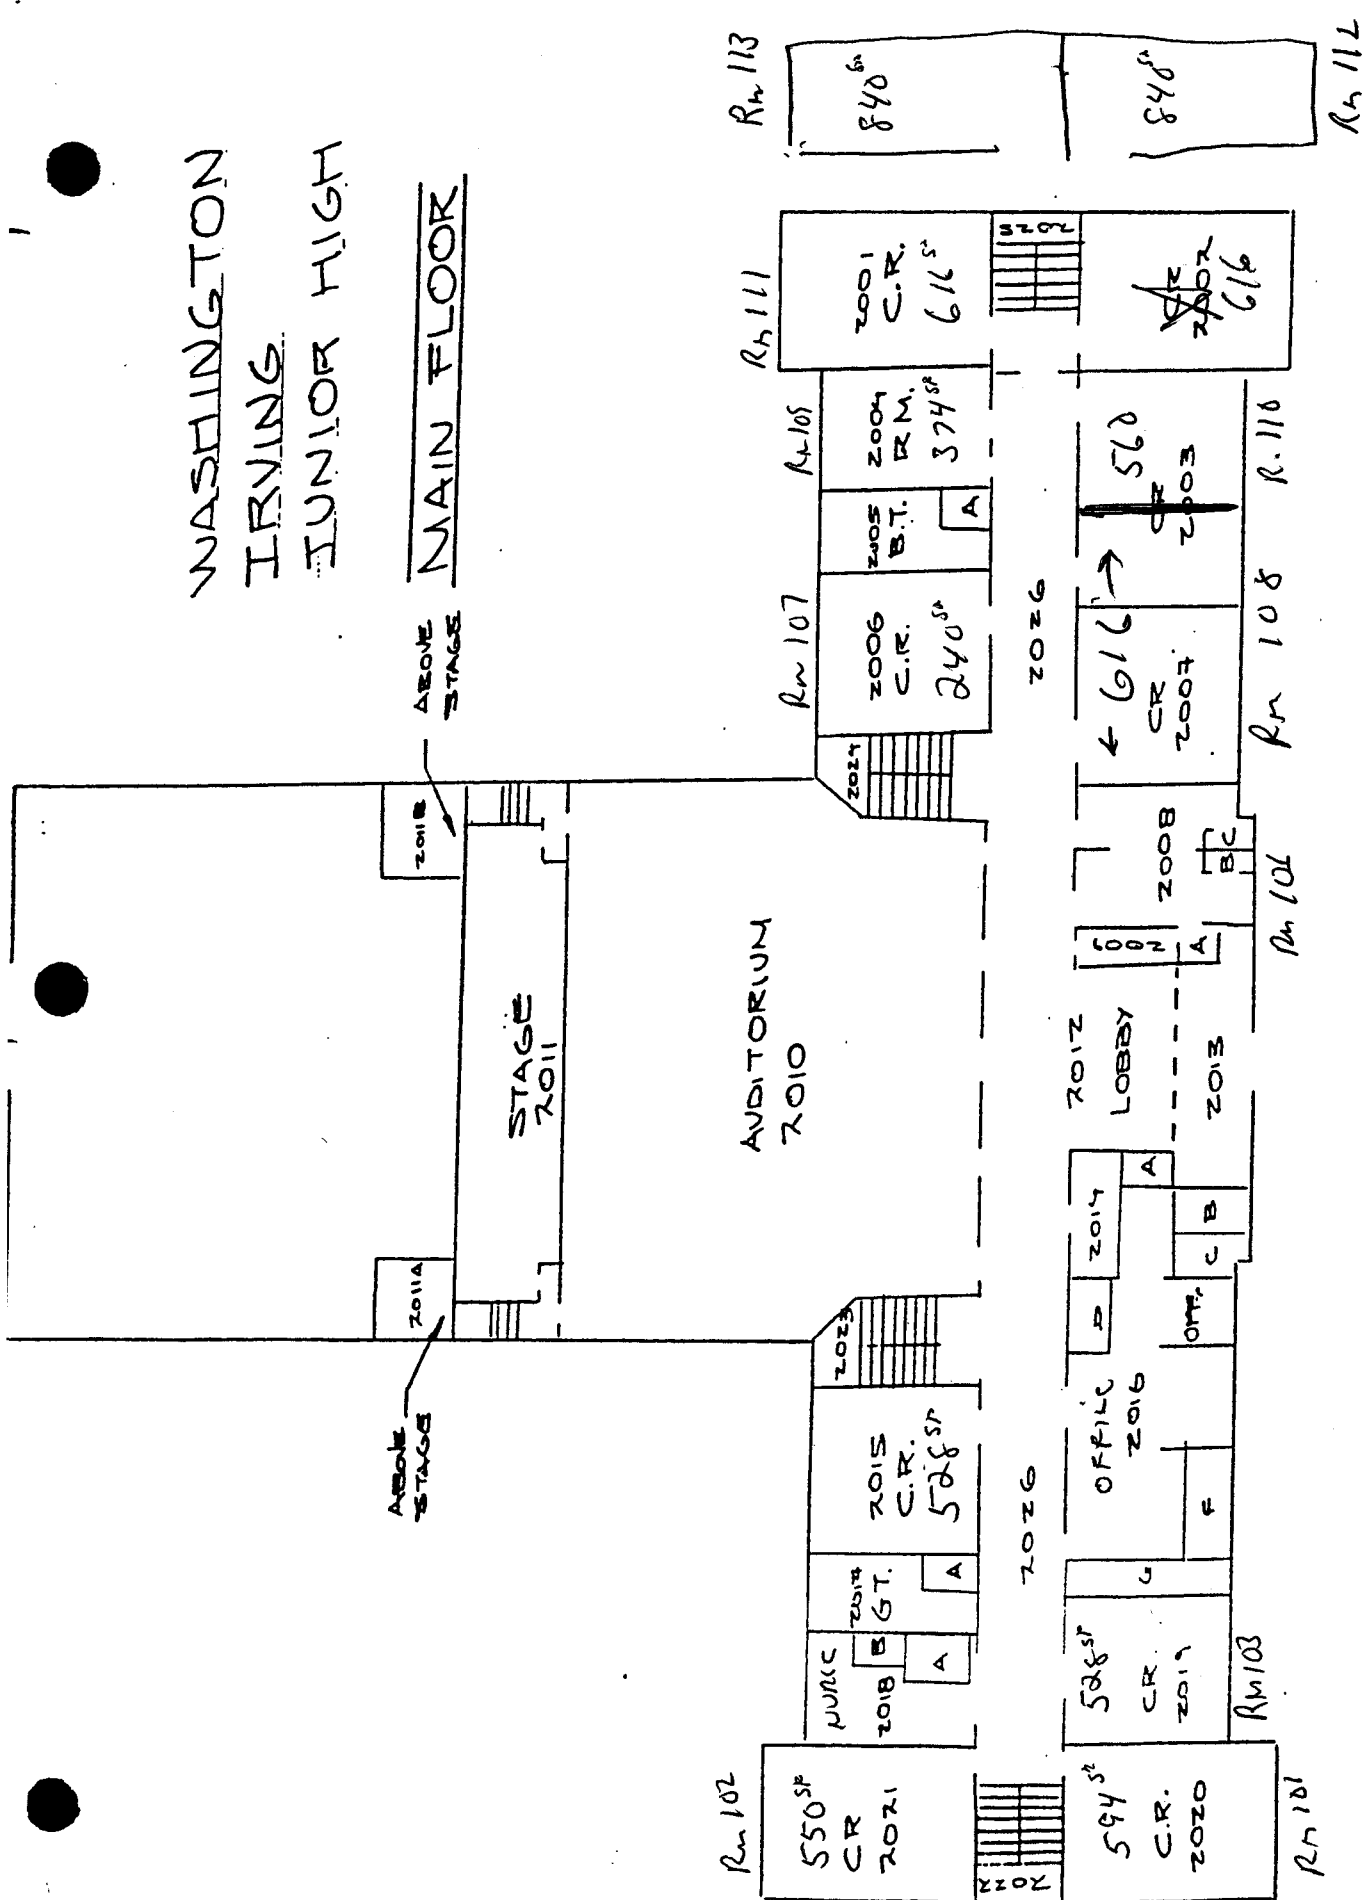 WASHINGTON
IRVING
JUNIOR HIGH
MAIN FLOOR
ABOVE
STAGE
2011A
ABOVE
STAGE
2011B
STAGE
2011
AUDITORIUM
2010
Rm 102
550 SF
CR
2021
NURSE
2018
B
A
2017
G.T.
A
2015
C.R.
528 SF
2023
2024
Rm 107
2006
C.R.
240 SF
2005
B.T.
A
Rm 109
2004
R.M.
374 SF
Rm 111
2001
C.R.
616 SF
Rm 113
840 SF
2022
2026
2026
2025
594 SF
C.R.
2020
Rm 101
528 SF
CR.
2019
Rm 103
G
OFFICE
2016
F
D
OFF.
2014
A
C
B
2012
LOBBY
2013
2009
A
2008
B C
Rm 106
← 616 →
CR
2007
Rm 108
560
CR
2003
R. 110
CR
2002
616
840 SF
Rm 112